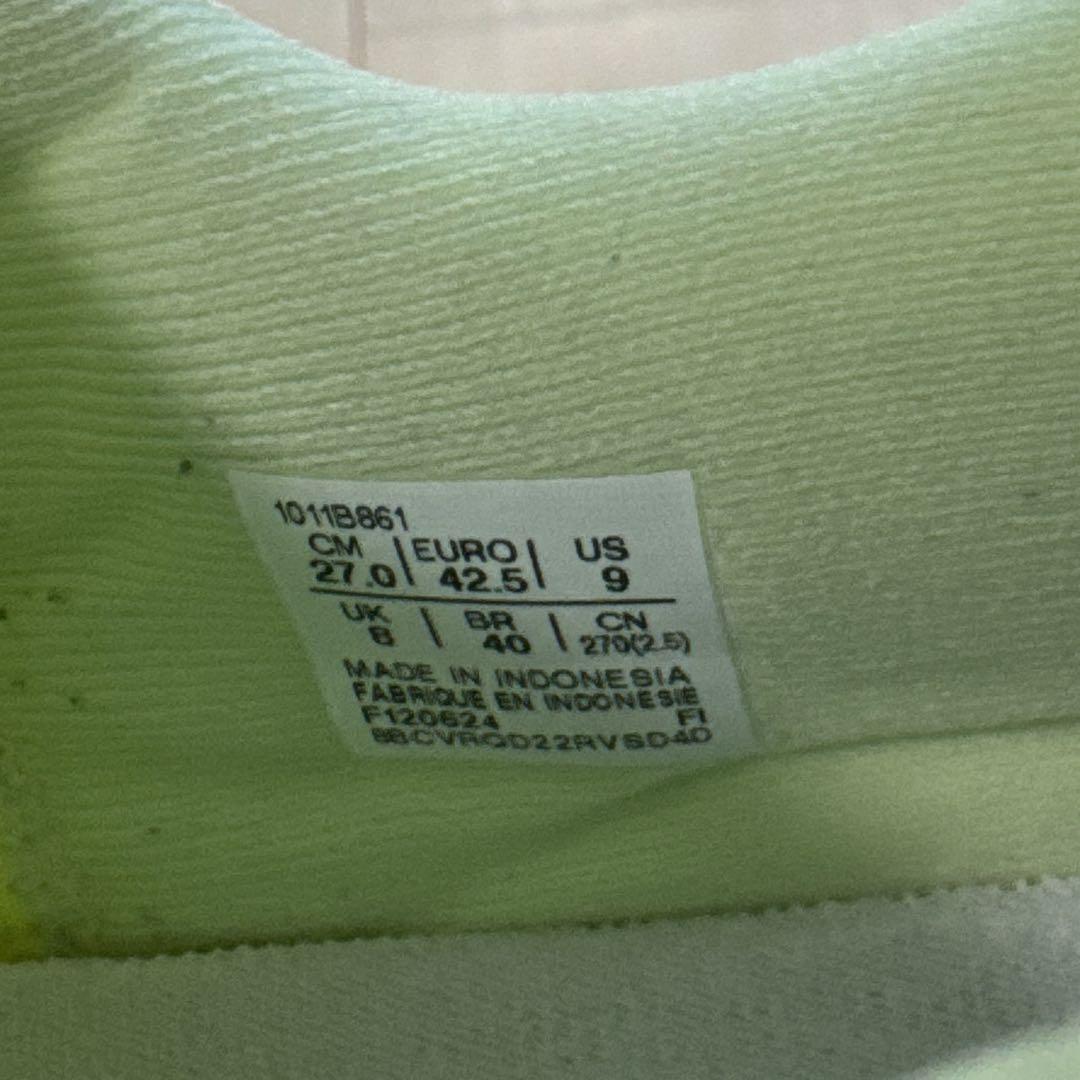 1011B861
CM | EURO | US
27.0 | 42.5 | 9
UK | BR | CN
8 | 40 | 270(2.5)
MADE IN INDONESIA
FABRIQUE EN INDONESIE
F120624 FI